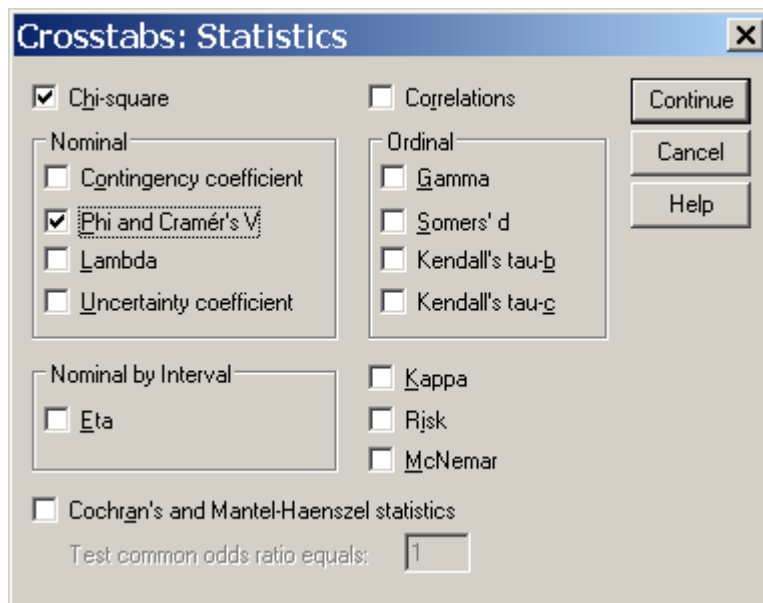 Crosstabs: Statistics
Chi-square
Correlations
Continue
Nominal
Contingency coefficient
Phi and Cramér's V
Lambda
Uncertainty coefficient
Ordinal
Gamma
Somers' d
Kendall's tau-b
Kendall's tau-c
Cancel
Help
Nominal by Interval
Eta
Kappa
Risk
McNemar
Cochran's and Mantel-Haenszel statistics
Test common odds ratio equals: 1